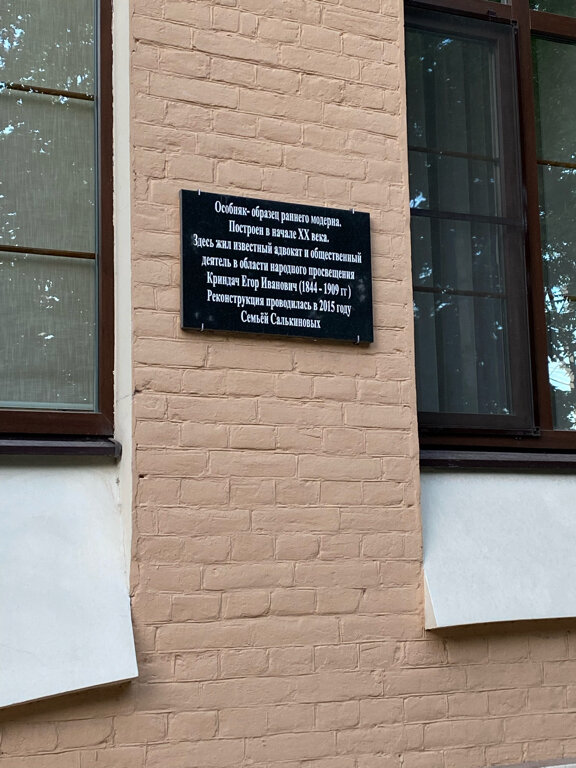 Особняк- образец раннего модерна.
Построен в начале XX века.
Здесь жил известный адвокат и общественный
деятель в области народного просвещения
Криндач Егор Иванович (1844 - 1909 гг)
Реконструкция проводилась в 2015 году
Семьёй Салькиновых